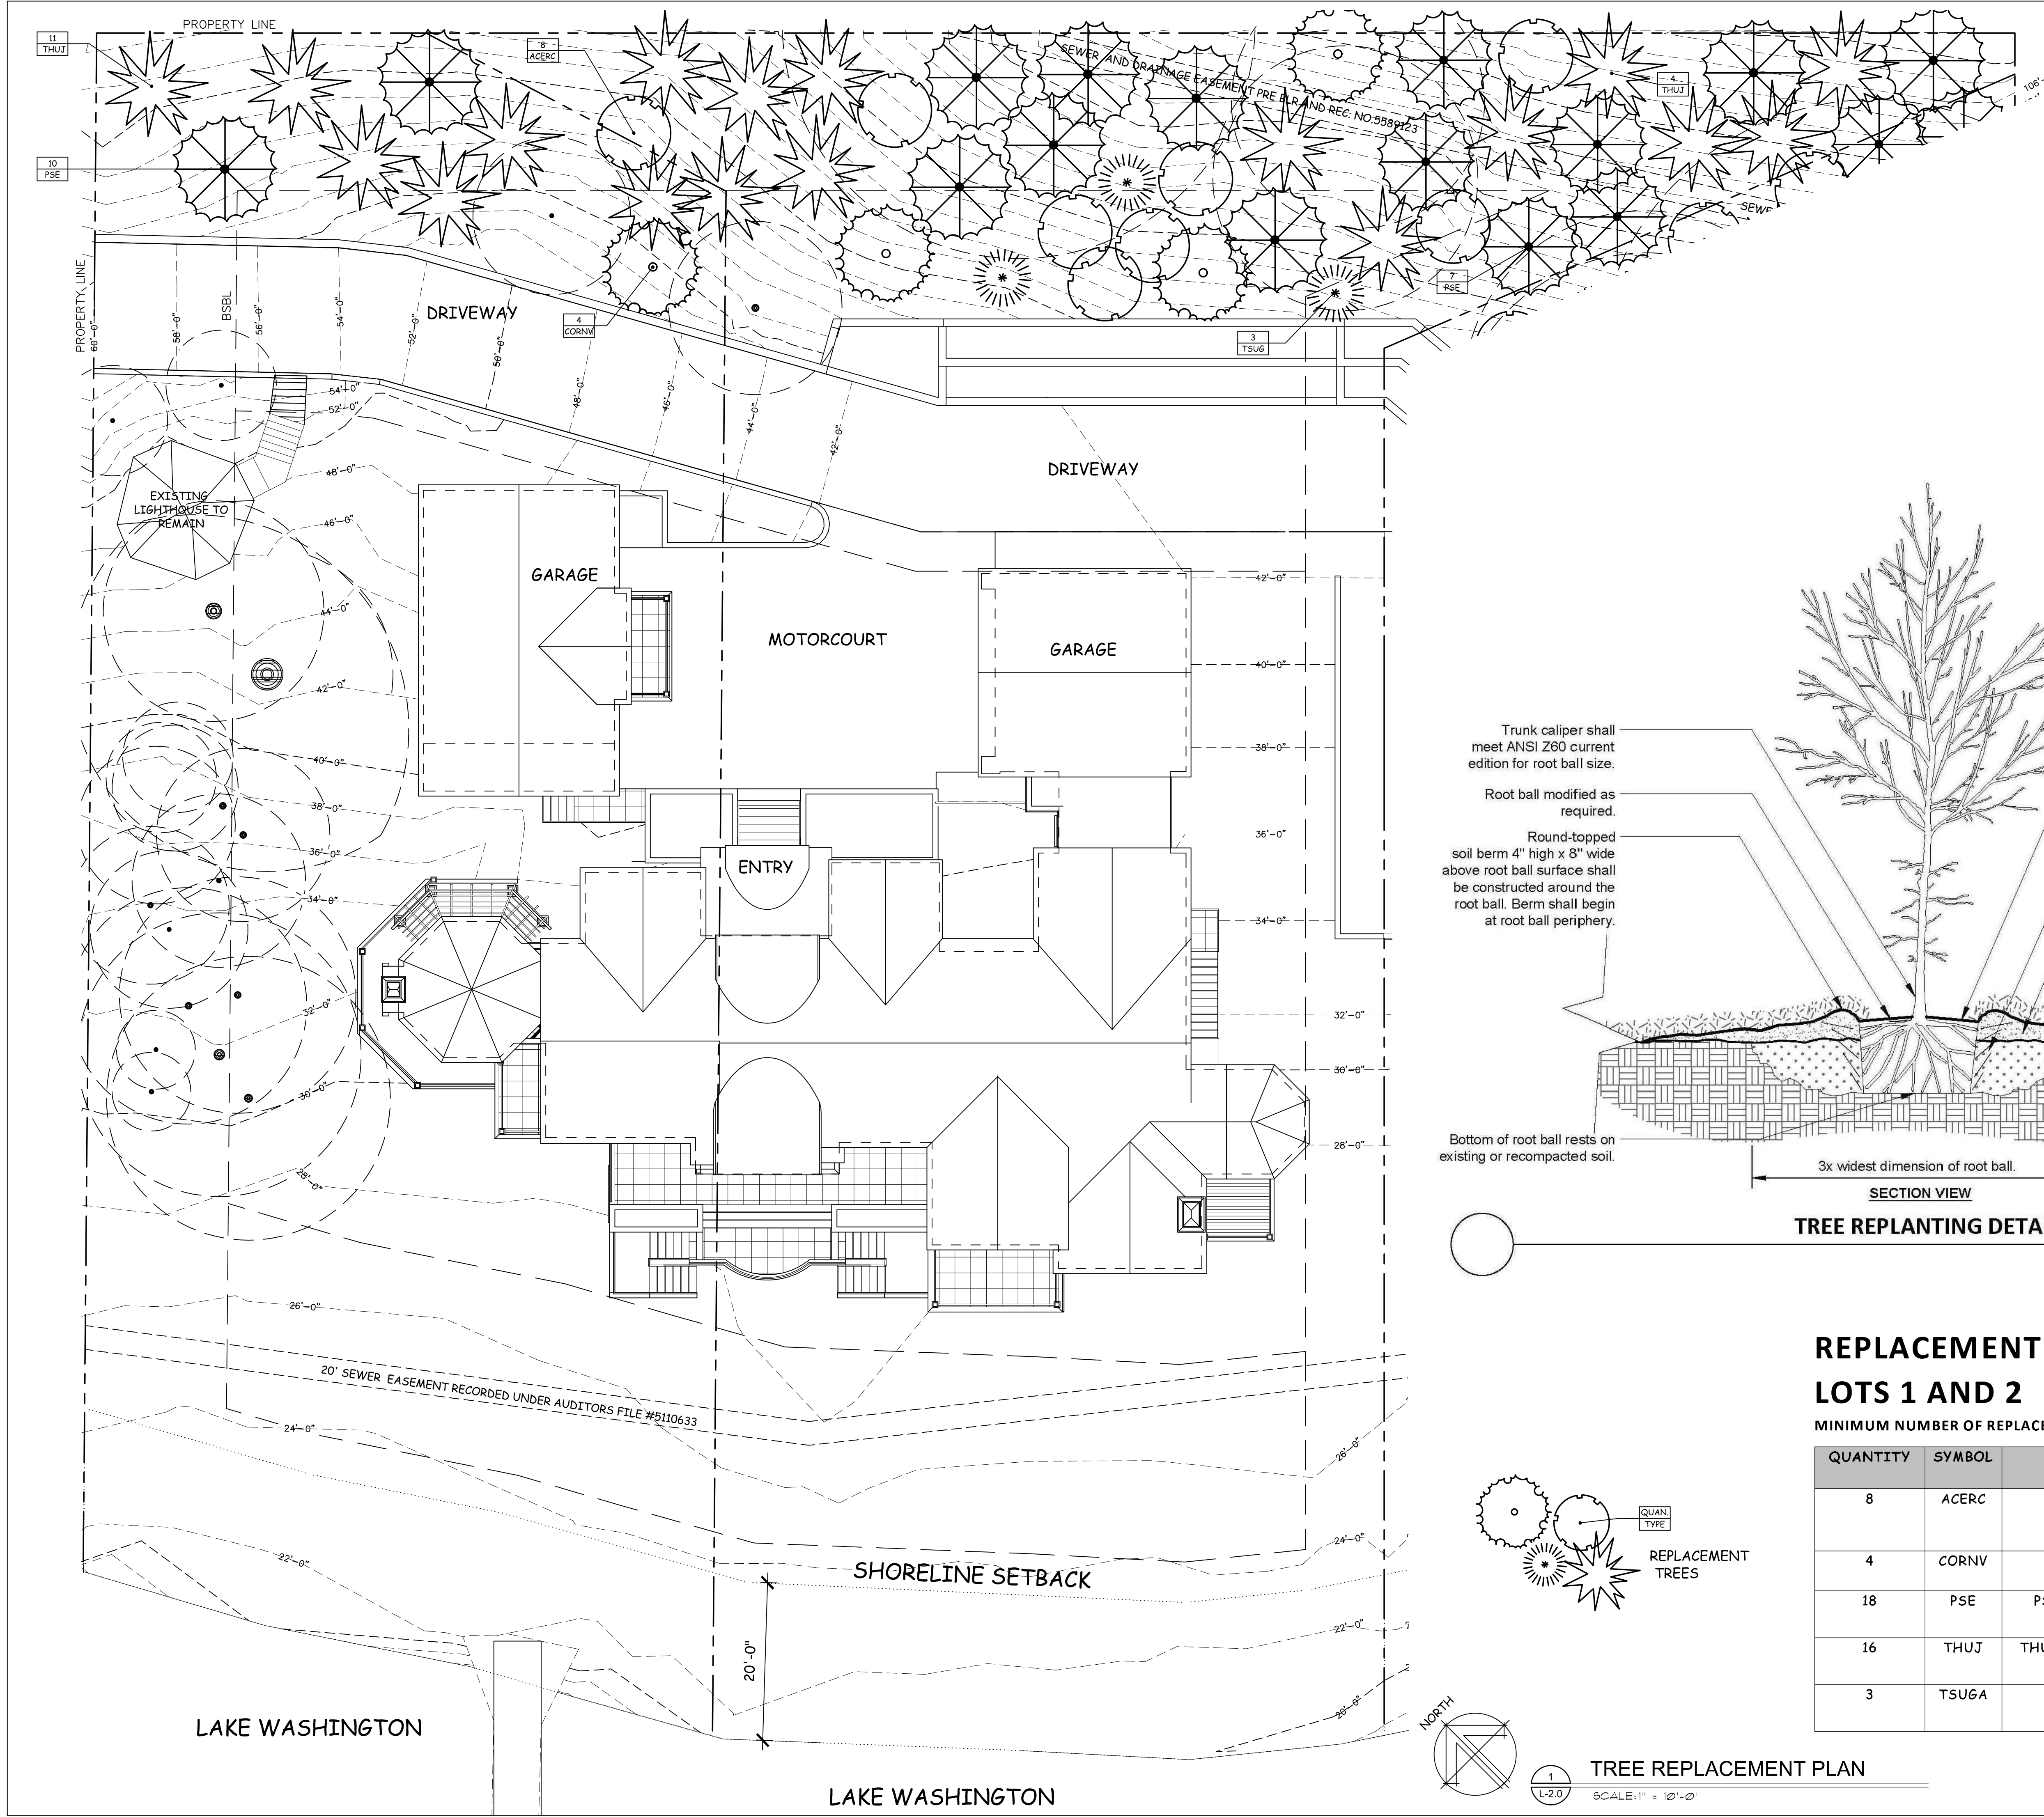 PROPERTY LINE
11
THUJ
8
ACERC
SEWER AND DRAINAGE EASEMENT PRE BLR AND REC. NO.5589123
4
THUJ
106'-
10
PSE
SEWE
PROPERTY LINE
60'-0"
58'-0"
BSBL
56'-0"
54'-0"
52'-0"
DRIVEWAY
50'-0"
4
CORNV
48'-0"
46'-0"
44'-0"
42'-0"
7
PSE
3
TSUG
54'-0"
52'-0"
DRIVEWAY
48'-0"
EXISTING
LIGHTHOUSE TO
REMAIN
46'-0"
GARAGE
44'-0"
MOTORCOURT
GARAGE
42'-0"
40'-0"
42'-0"
40'-0"
38'-0"
38'-0"
36'-0"
36'-0"
ENTRY
34'-0"
34'-0"
32'-0"
32'-0"
30'-0"
30'-0"
28'-0"
28'-0"
26'-0"
20' SEWER EASEMENT RECORDED UNDER AUDITORS FILE #5110633
24'-0"
26'-0"
22'-0"
24'-0"
SHORELINE SETBACK
22'-0"
20'-0"
20'-0"
LAKE WASHINGTON
LAKE WASHINGTON
Trunk caliper shall
meet ANSI Z60 current
edition for root ball size.
Root ball modified as
required.
Round-topped
soil berm 4" high x 8" wide
above root ball surface shall
be constructed around the
root ball. Berm shall begin
at root ball periphery.
Bottom of root ball rests on
existing or recompacted soil.
3x widest dimension of root ball.
SECTION VIEW
TREE REPLANTING DETA
REPLACEMENT
LOTS 1 AND 2
MINIMUM NUMBER OF REPLACE
QUANTITY SYMBOL
8 ACERC
4 CORNV
18 PSE PS
16 THUJ THU
3 TSUGA
QUAN.
TYPE
REPLACEMENT
TREES
NORTH
1
L-2.0
TREE REPLACEMENT PLAN
SCALE: 1" = 10'-0"